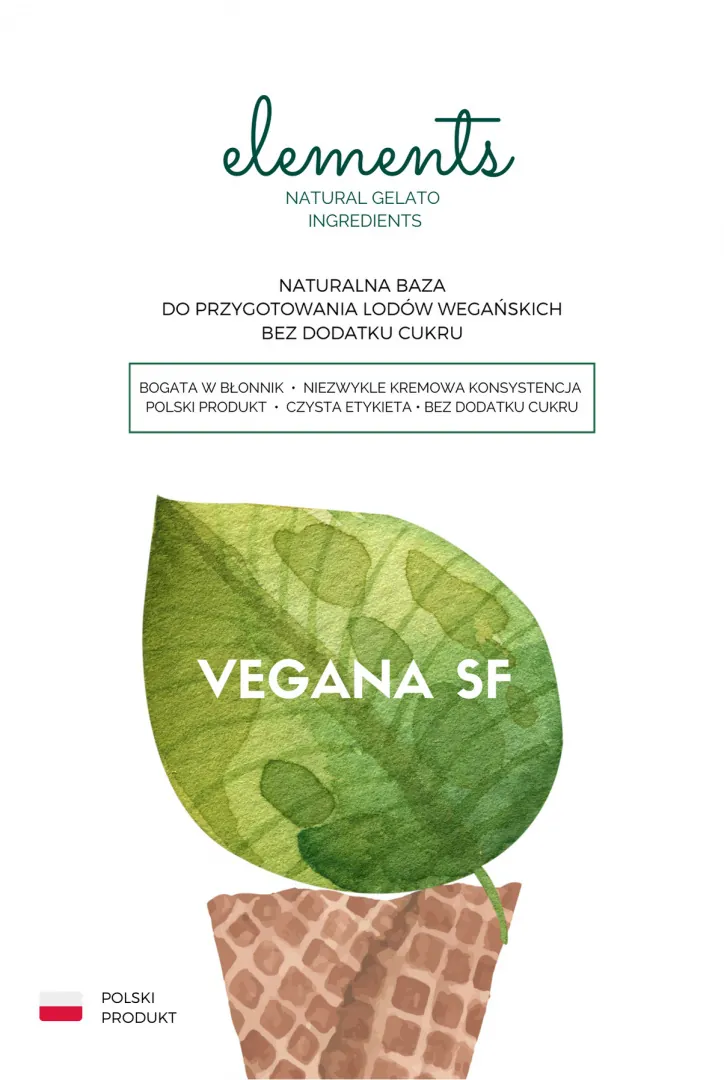 elements
NATURAL GELATO
INGREDIENTS
NATURALNA BAZA
DO PRZYGOTOWANIA LODÓW WEGAŃSKICH
BEZ DODATKU CUKRU
BOGATA W BŁONNIK • NIEZWYKLE KREMOWA KONSYSTENCJA
POLSKI PRODUKT • CZYSTA ETYKIETA • BEZ DODATKU CUKRU
VEGANA SF
POLSKI
PRODUKT